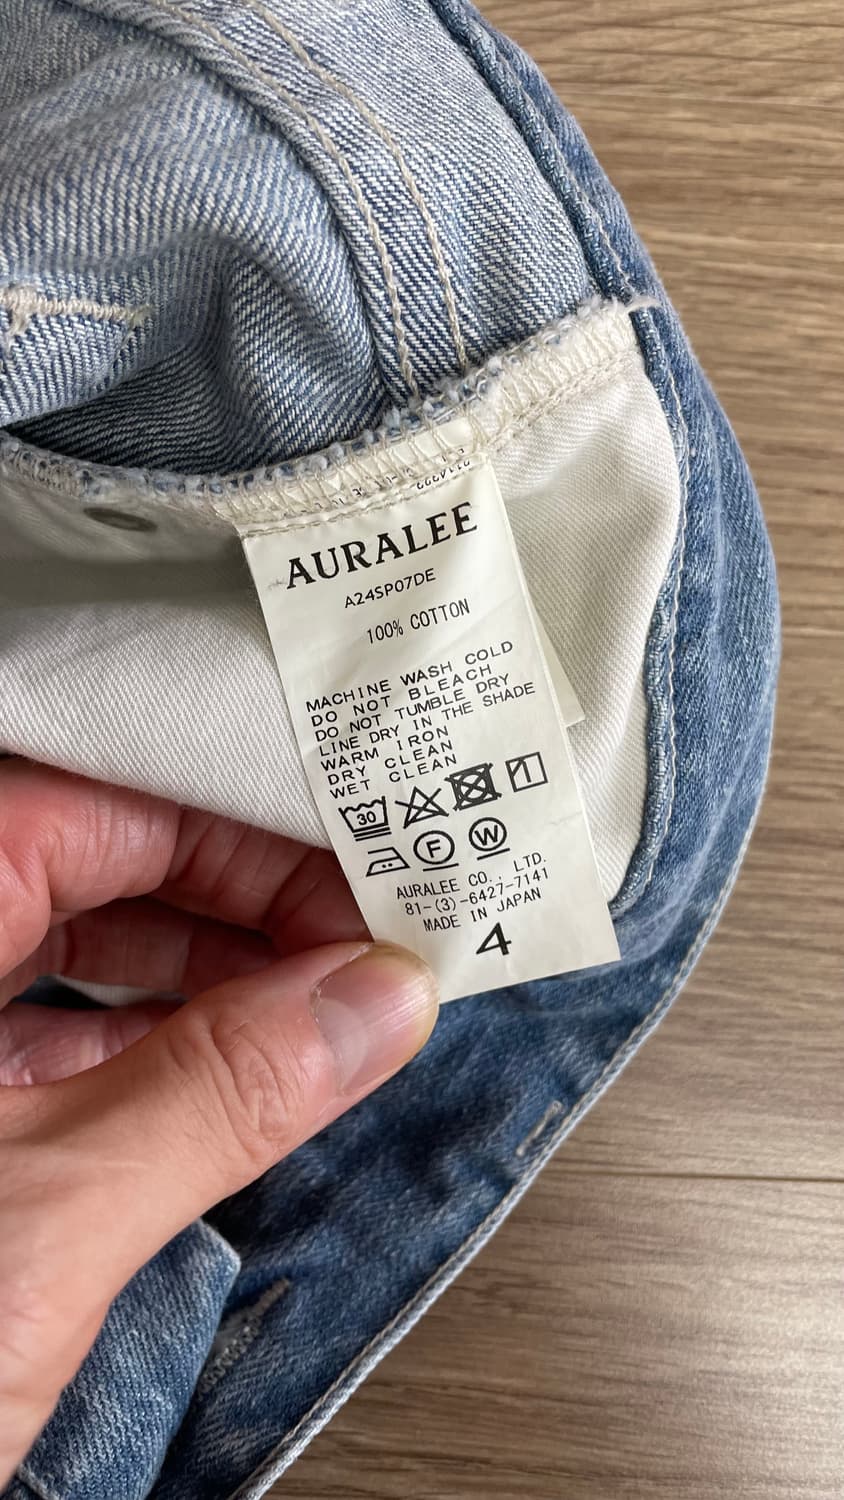 AURALEE
A24SP07DE
100% COTTON
MACHINE WASH COLD
DO NOT BLEACH
DO NOT TUMBLE DRY
LINE DRY IN THE SHADE
WARM IRON
DRY CLEAN
WET CLEAN
30
F W
AURALEE CO., LTD.
81-(3)-6427-7141
MADE IN JAPAN
4